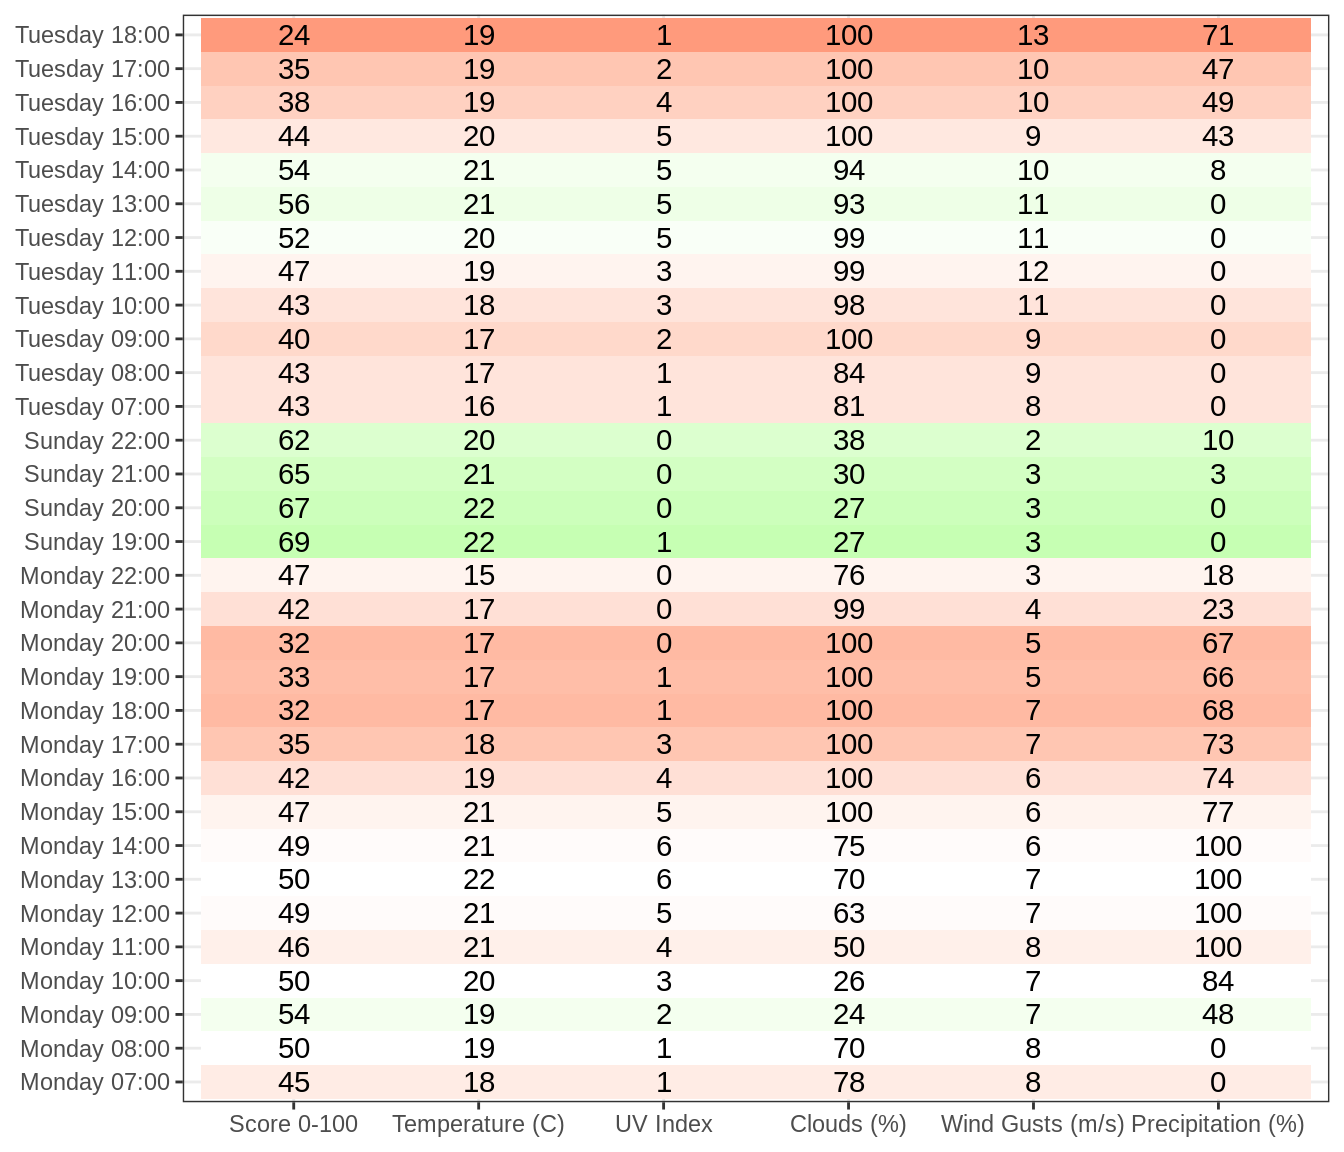 Tuesday 18:00 24 19 1 100 13 71
Tuesday 17:00 35 19 2 100 10 47
Tuesday 16:00 38 19 4 100 10 49
Tuesday 15:00 44 20 5 100 9 43
Tuesday 14:00 54 21 5 94 10 8
Tuesday 13:00 56 21 5 93 11 0
Tuesday 12:00 52 20 5 99 11 0
Tuesday 11:00 47 19 3 99 12 0
Tuesday 10:00 43 18 3 98 11 0
Tuesday 09:00 40 17 2 100 9 0
Tuesday 08:00 43 17 1 84 9 0
Tuesday 07:00 43 16 1 81 8 0
Sunday 22:00 62 20 0 38 2 10
Sunday 21:00 65 21 0 30 3 3
Sunday 20:00 67 22 0 27 3 0
Sunday 19:00 69 22 1 27 3 0
Monday 22:00 47 15 0 76 3 18
Monday 21:00 42 17 0 99 4 23
Monday 20:00 32 17 0 100 5 67
Monday 19:00 33 17 1 100 5 66
Monday 18:00 32 17 1 100 7 68
Monday 17:00 35 18 3 100 7 73
Monday 16:00 42 19 4 100 6 74
Monday 15:00 47 21 5 100 6 77
Monday 14:00 49 21 6 75 6 100
Monday 13:00 50 22 6 70 7 100
Monday 12:00 49 21 5 63 7 100
Monday 11:00 46 21 4 50 8 100
Monday 10:00 50 20 3 26 7 84
Monday 09:00 54 19 2 24 7 48
Monday 08:00 50 19 1 70 8 0
Monday 07:00 45 18 1 78 8 0
Score 0-100 Temperature (C) UV Index Clouds (%) Wind Gusts (m/s) Precipitation (%)